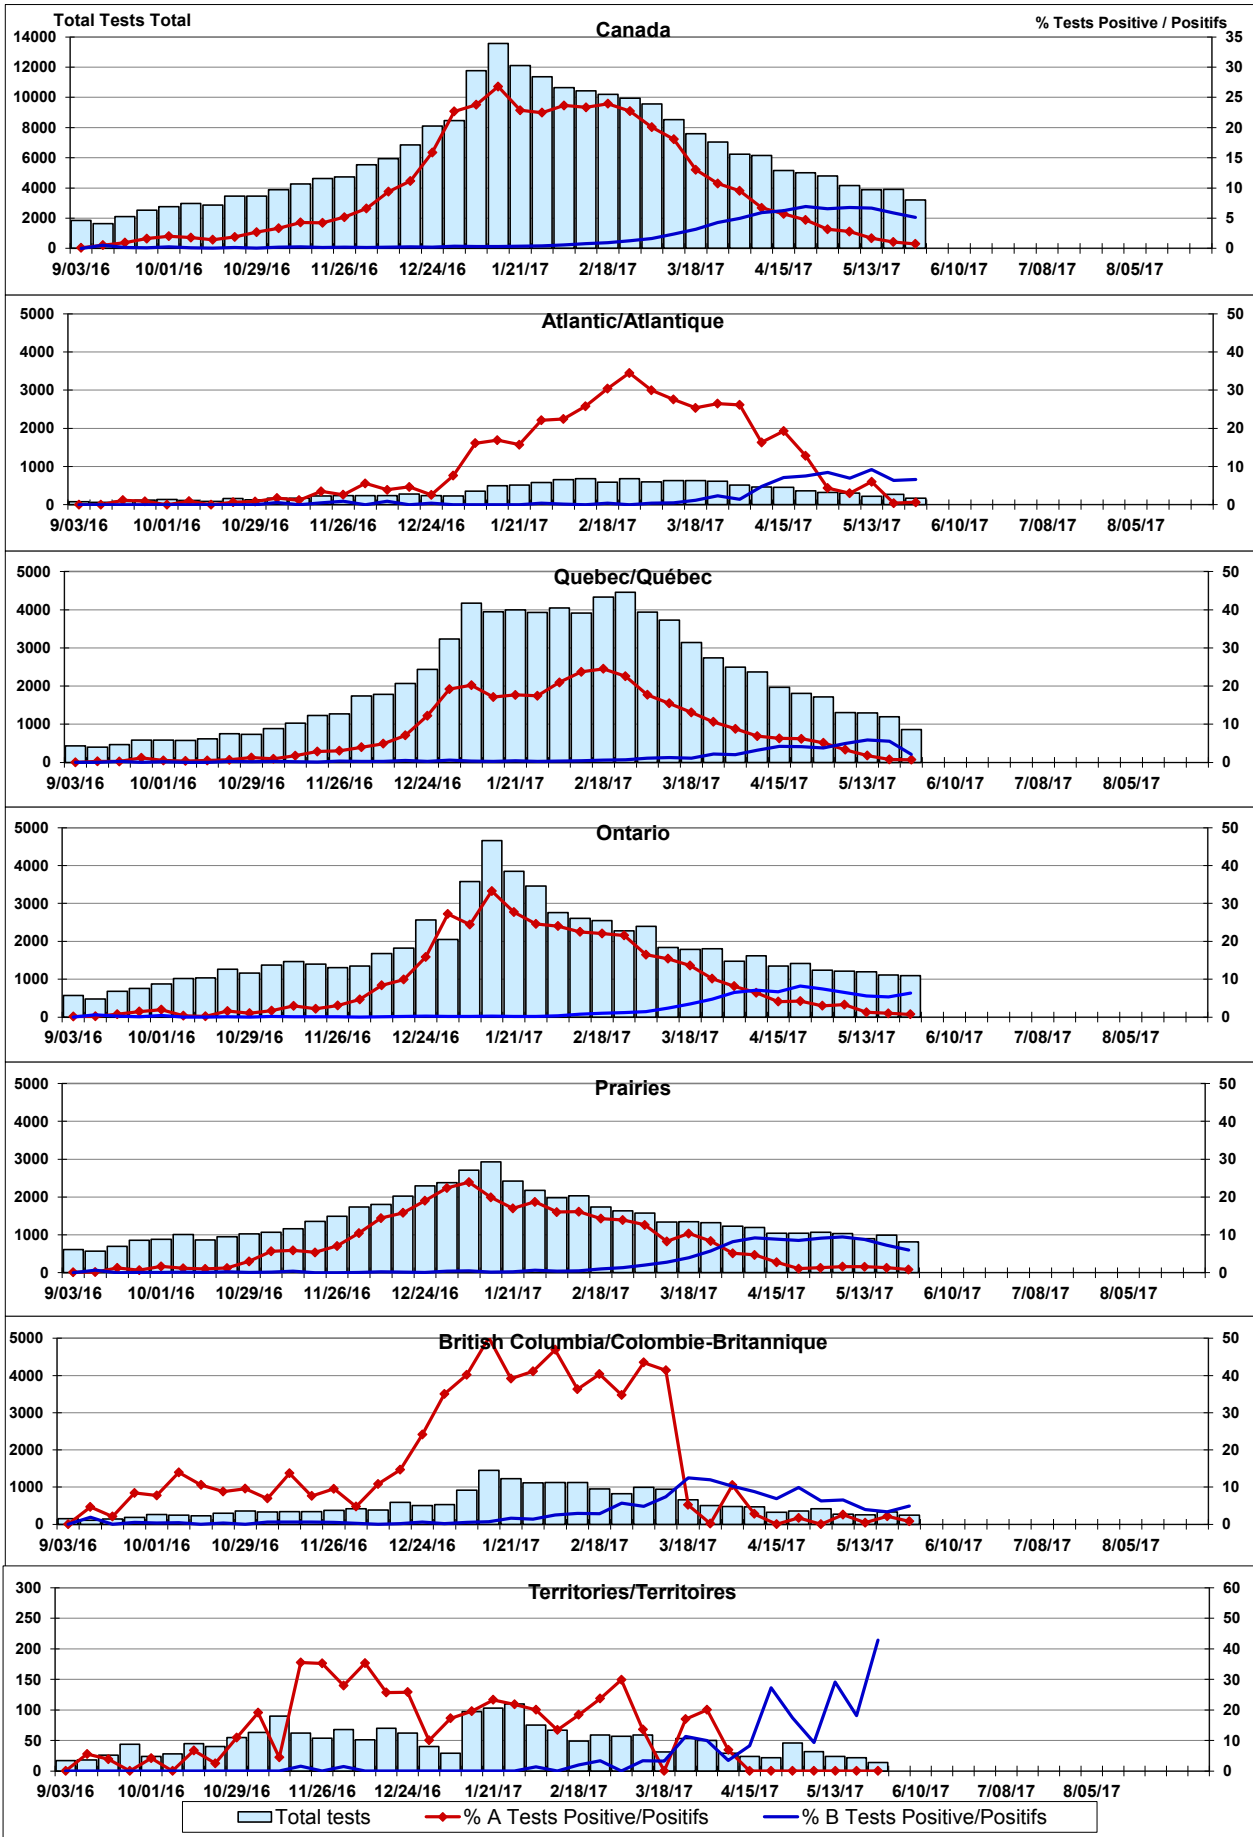 Total Tests Total
% Tests Positive / Positifs
Canada
14000 35
12000 30
10000 25
8000 20
6000 15
4000 10
2000 5
0 0
9/03/16 10/01/16 10/29/16 11/26/16 12/24/16 1/21/17 2/18/17 3/18/17 4/15/17 5/13/17 6/10/17 7/08/17 8/05/17
Atlantic/Atlantique
5000 50
4000 40
3000 30
2000 20
1000 10
0 0
9/03/16 10/01/16 10/29/16 11/26/16 12/24/16 1/21/17 2/18/17 3/18/17 4/15/17 5/13/17 6/10/17 7/08/17 8/05/17
Quebec/Québec
5000 50
4000 40
3000 30
2000 20
1000 10
0 0
9/03/16 10/01/16 10/29/16 11/26/16 12/24/16 1/21/17 2/18/17 3/18/17 4/15/17 5/13/17 6/10/17 7/08/17 8/05/17
Ontario
5000 50
4000 40
3000 30
2000 20
1000 10
0 0
9/03/16 10/01/16 10/29/16 11/26/16 12/24/16 1/21/17 2/18/17 3/18/17 4/15/17 5/13/17 6/10/17 7/08/17 8/05/17
Prairies
5000 50
4000 40
3000 30
2000 20
1000 10
0 0
9/03/16 10/01/16 10/29/16 11/26/16 12/24/16 1/21/17 2/18/17 3/18/17 4/15/17 5/13/17 6/10/17 7/08/17 8/05/17
British Columbia/Colombie-Britannique
5000 50
4000 40
3000 30
2000 20
1000 10
0 0
9/03/16 10/01/16 10/29/16 11/26/16 12/24/16 1/21/17 2/18/17 3/18/17 4/15/17 5/13/17 6/10/17 7/08/17 8/05/17
Territories/Territoires
300 60
250 50
200 40
150 30
100 20
50 10
0 0
9/03/16 10/01/16 10/29/16 11/26/16 12/24/16 1/21/17 2/18/17 3/18/17 4/15/17 5/13/17 6/10/17 7/08/17 8/05/17
Total tests % A Tests Positive/Positifs % B Tests Positive/Positifs